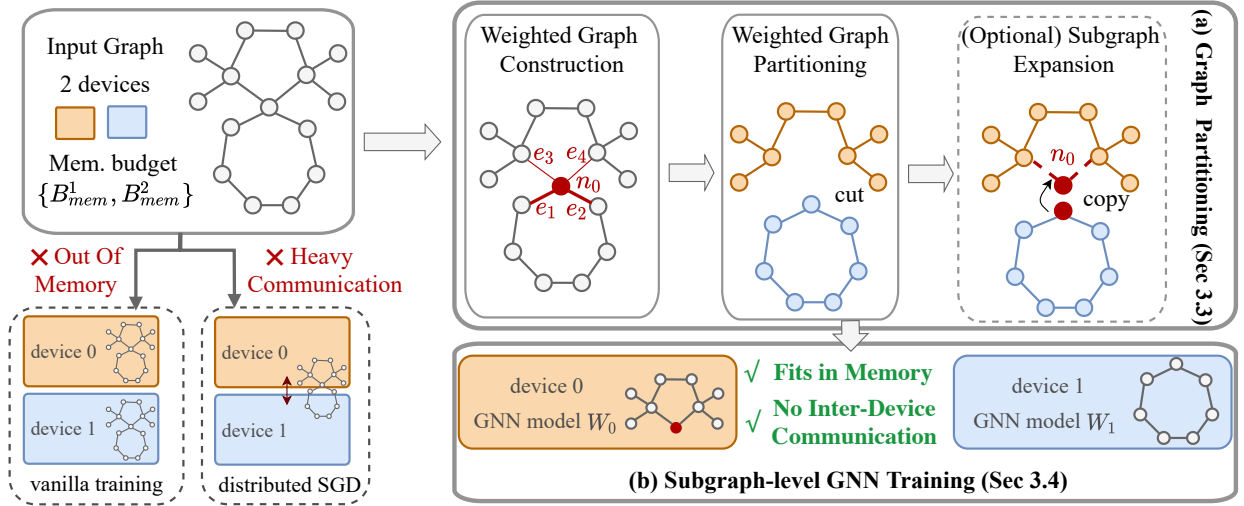 Input Graph
2 devices
Mem. budget
{B¹mem, B²mem}
× Out Of
Memory
× Heavy
Communication
device 0
device 1
vanilla training
device 0
device 1
distributed SGD
Weighted Graph
Construction
e3
e4
n0
e1
e2
Weighted Graph
Partitioning
cut
(Optional) Subgraph
Expansion
n0
copy
(a) Graph Partitioning (Sec 3.3)
device 0
GNN model W0
√ Fits in Memory
√ No Inter-Device
Communication
device 1
GNN model W1
(b) Subgraph-level GNN Training (Sec 3.4)